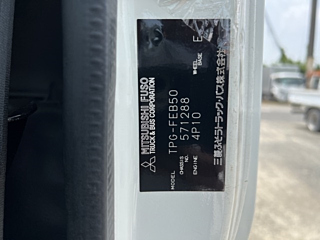 MITSUBISHI FUSO
TRUCK & BUS CORPORATION
MODEL TPG-FEB50
CHASSIS NO. 571288
ENGINE 4P10 WHEEL BASE E
三菱ふそうトラック・バス株式会社